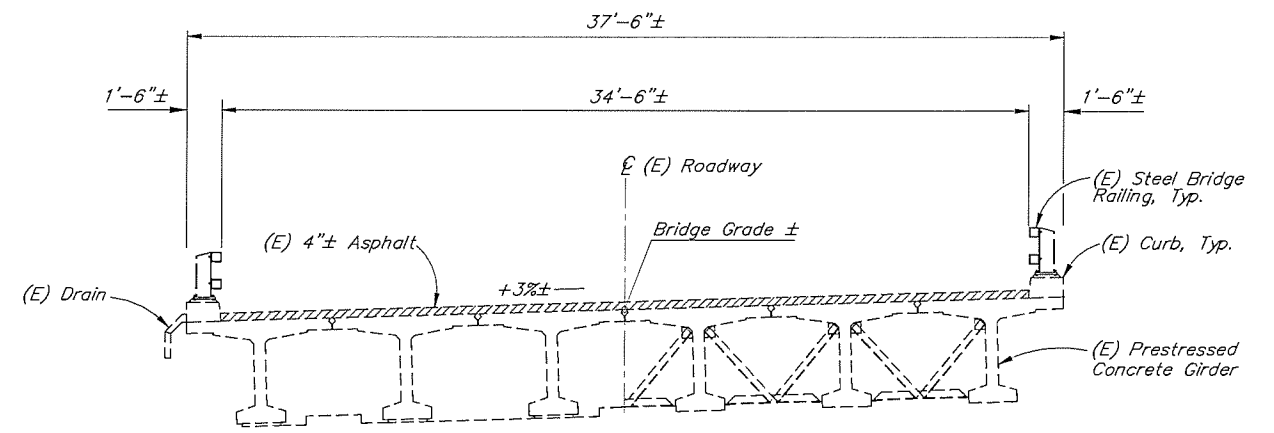 37'-6"±
1'-6"±
34'-6"±
1'-6"±
℄ (E) Roadway
(E) Steel Bridge
Railing, Typ.
(E) 4"± Asphalt
Bridge Grade ±
(E) Curb, Typ.
(E) Drain
+3%±
(E) Prestressed
Concrete Girder